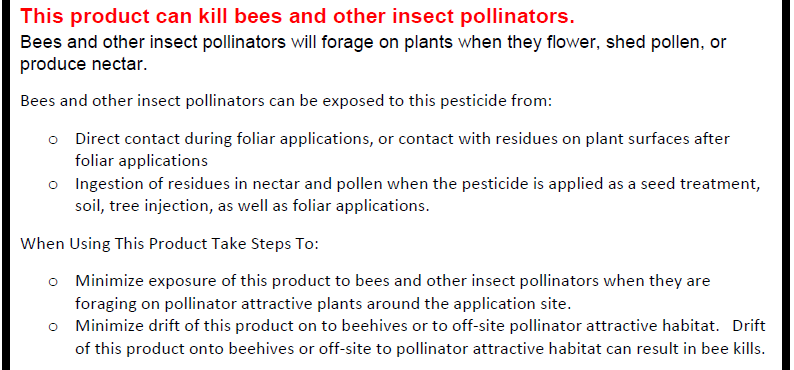 This product can kill bees and other insect pollinators.
Bees and other insect pollinators will forage on plants when they flower, shed pollen, or
produce nectar.
Bees and other insect pollinators can be exposed to this pesticide from:
o Direct contact during foliar applications, or contact with residues on plant surfaces after
foliar applications
o Ingestion of residues in nectar and pollen when the pesticide is applied as a seed treatment,
soil, tree injection, as well as foliar applications.
When Using This Product Take Steps To:
o Minimize exposure of this product to bees and other insect pollinators when they are
foraging on pollinator attractive plants around the application site.
o Minimize drift of this product on to beehives or to off-site pollinator attractive habitat. Drift
of this product onto beehives or off-site to pollinator attractive habitat can result in bee kills.